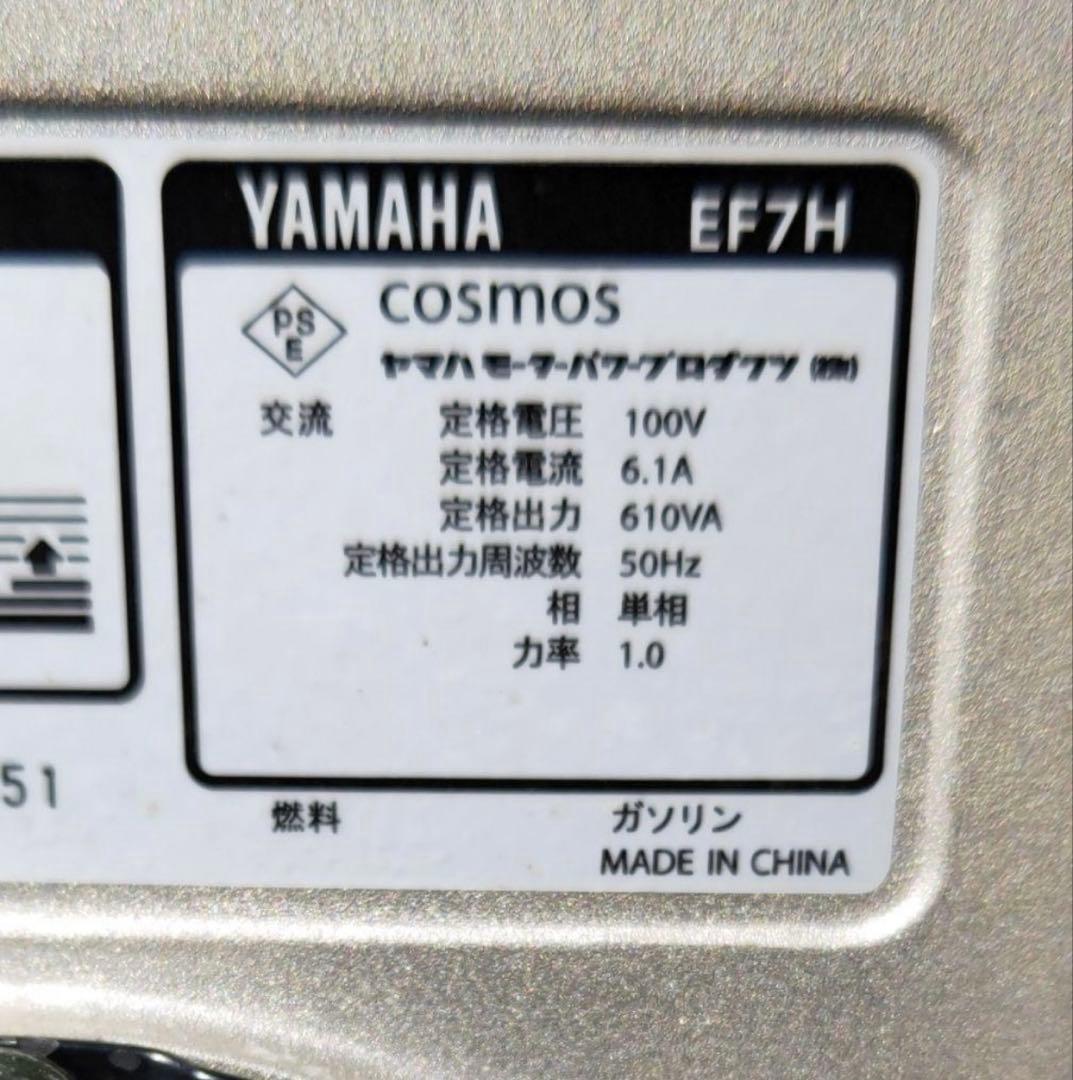 YAMAHA EF7H
PS
E
cosmos
ヤマハモーターパワープロダクツ(株)
交流 定格電圧 100V
定格電流 6.1A
定格出力 610VA
定格出力周波数 50Hz
相 単相
力率 1.0
51
燃料 ガソリン
MADE IN CHINA